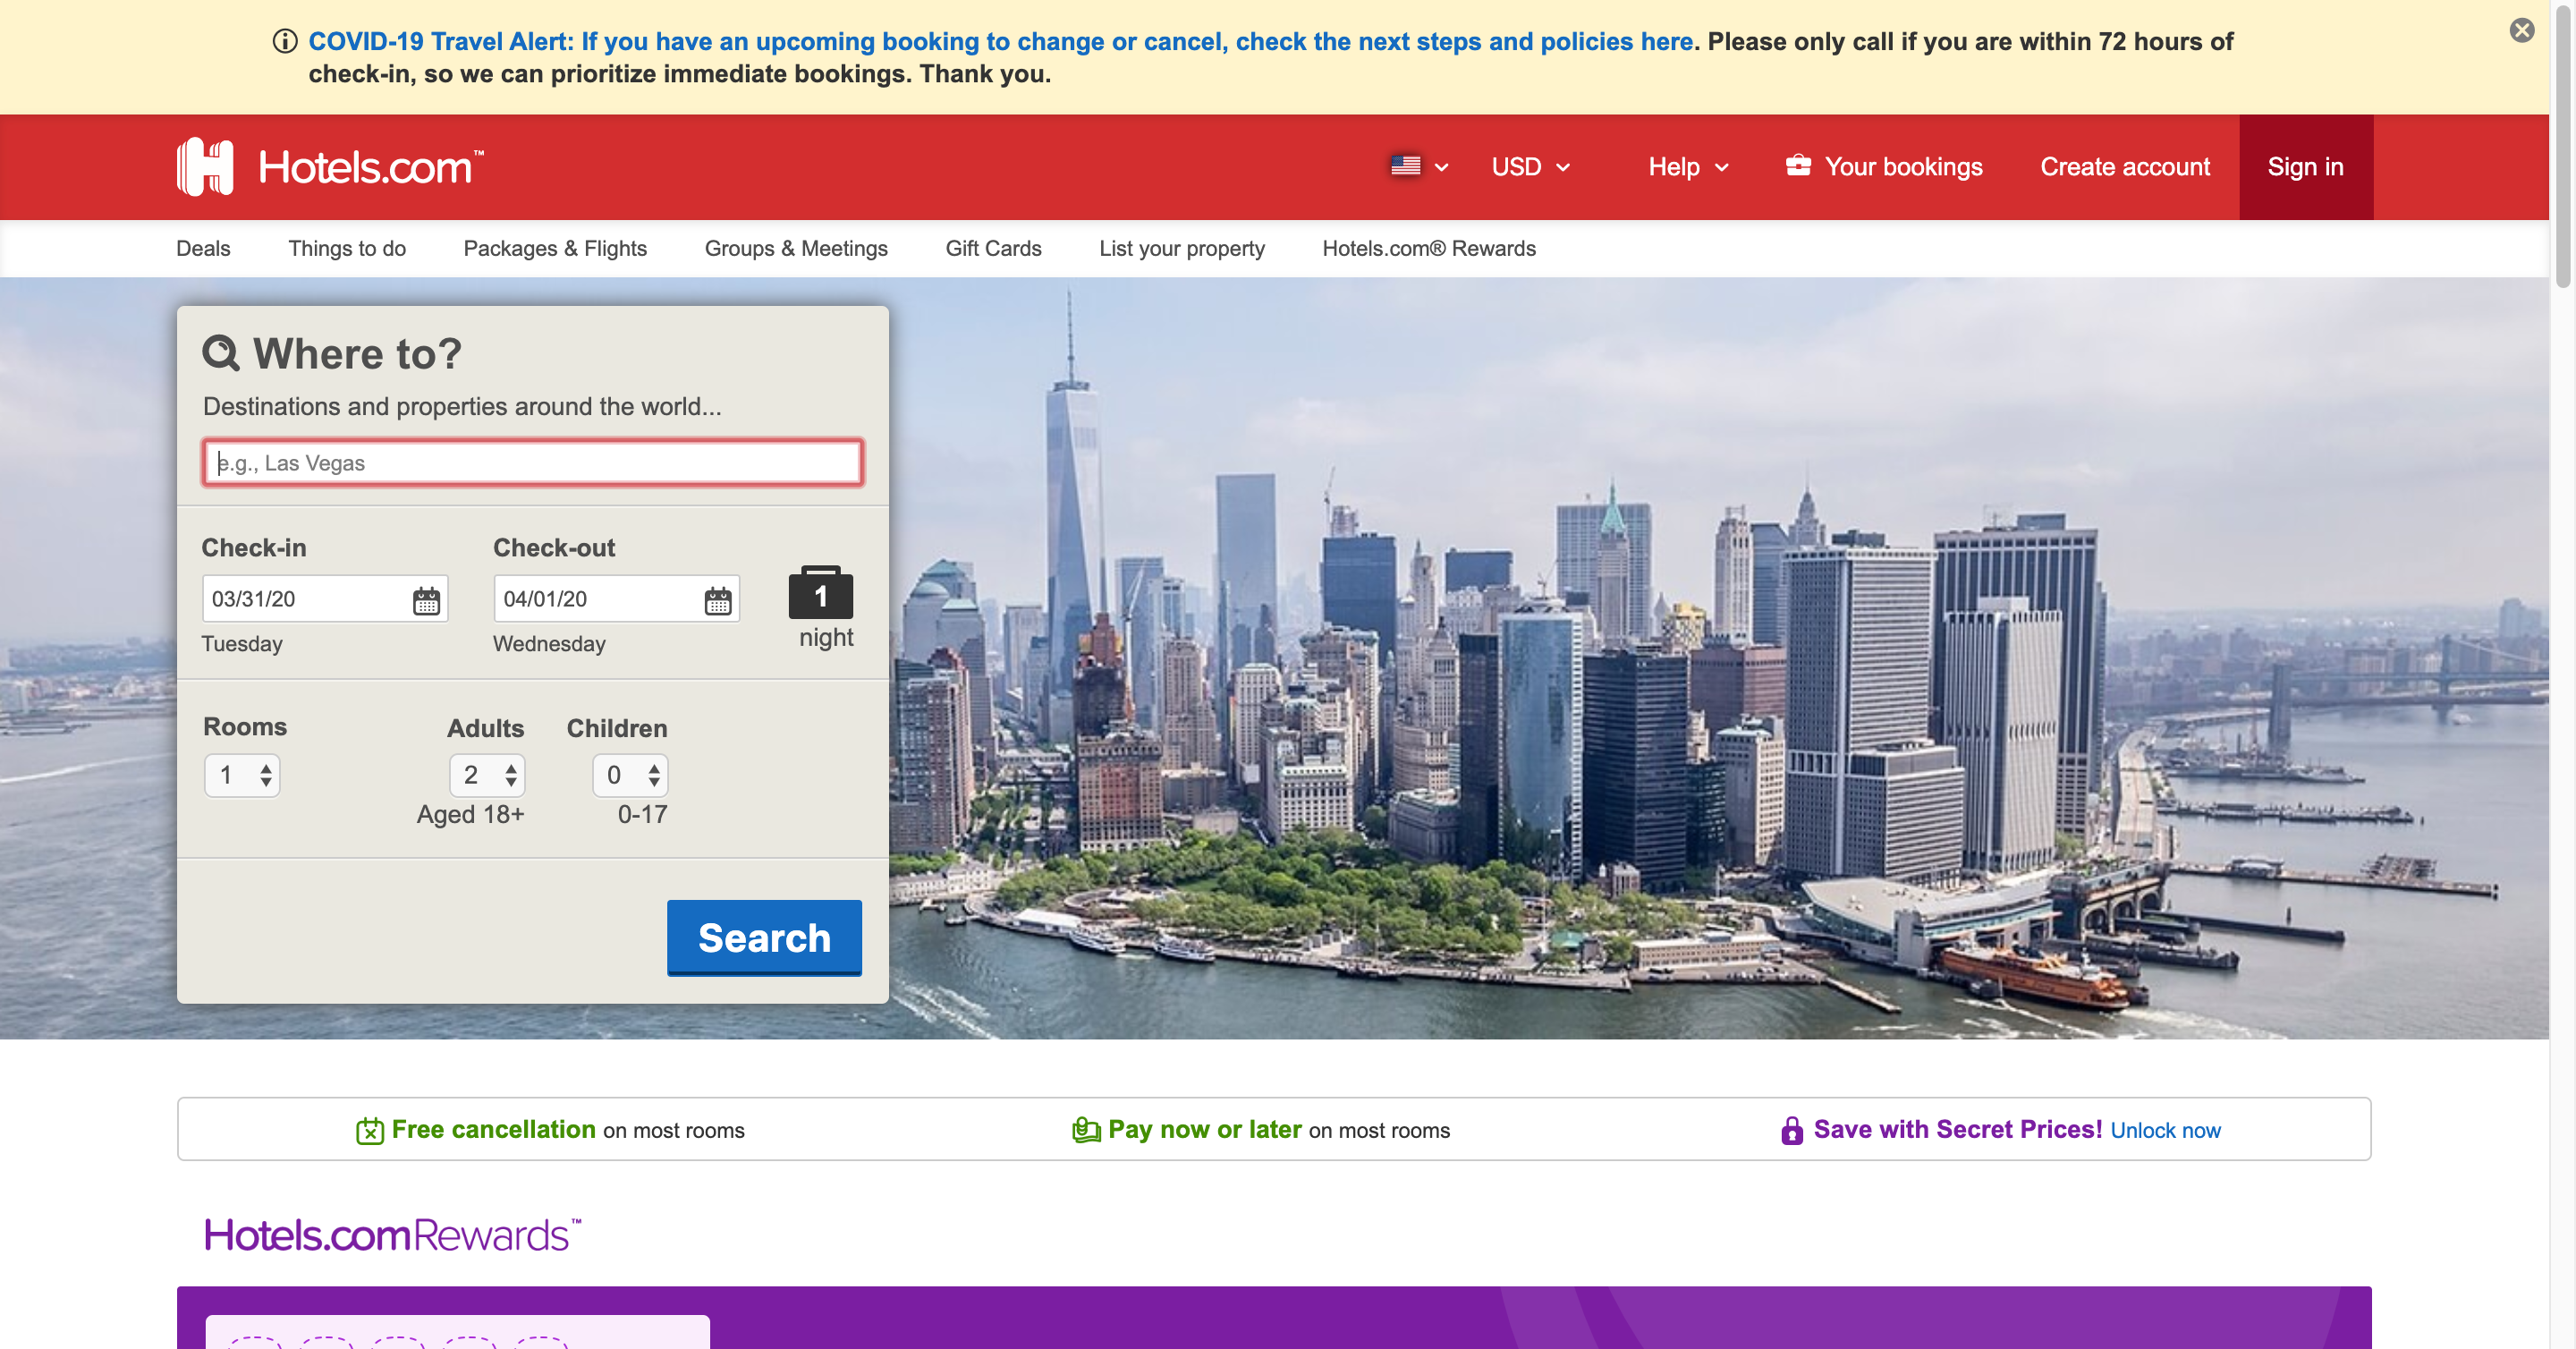 COVID-19 Travel Alert: If you have an upcoming booking to change or cancel, check the next steps and policies here. Please only call if you are within 72 hours of
check-in, so we can prioritize immediate bookings. Thank you.
Hotels.com™
USD
Help
Your bookings
Create account
Sign in
Deals
Things to do
Packages & Flights
Groups & Meetings
Gift Cards
List your property
Hotels.com® Rewards
Where to?
Destinations and properties around the world...
e.g., Las Vegas
Check-in
Check-out
03/31/20
04/01/20
1
night
Tuesday
Wednesday
Rooms
Adults
Children
1
2
0
Aged 18+
0-17
Search
Free cancellation on most rooms
Pay now or later on most rooms
Save with Secret Prices! Unlock now
Hotels.com Rewards™